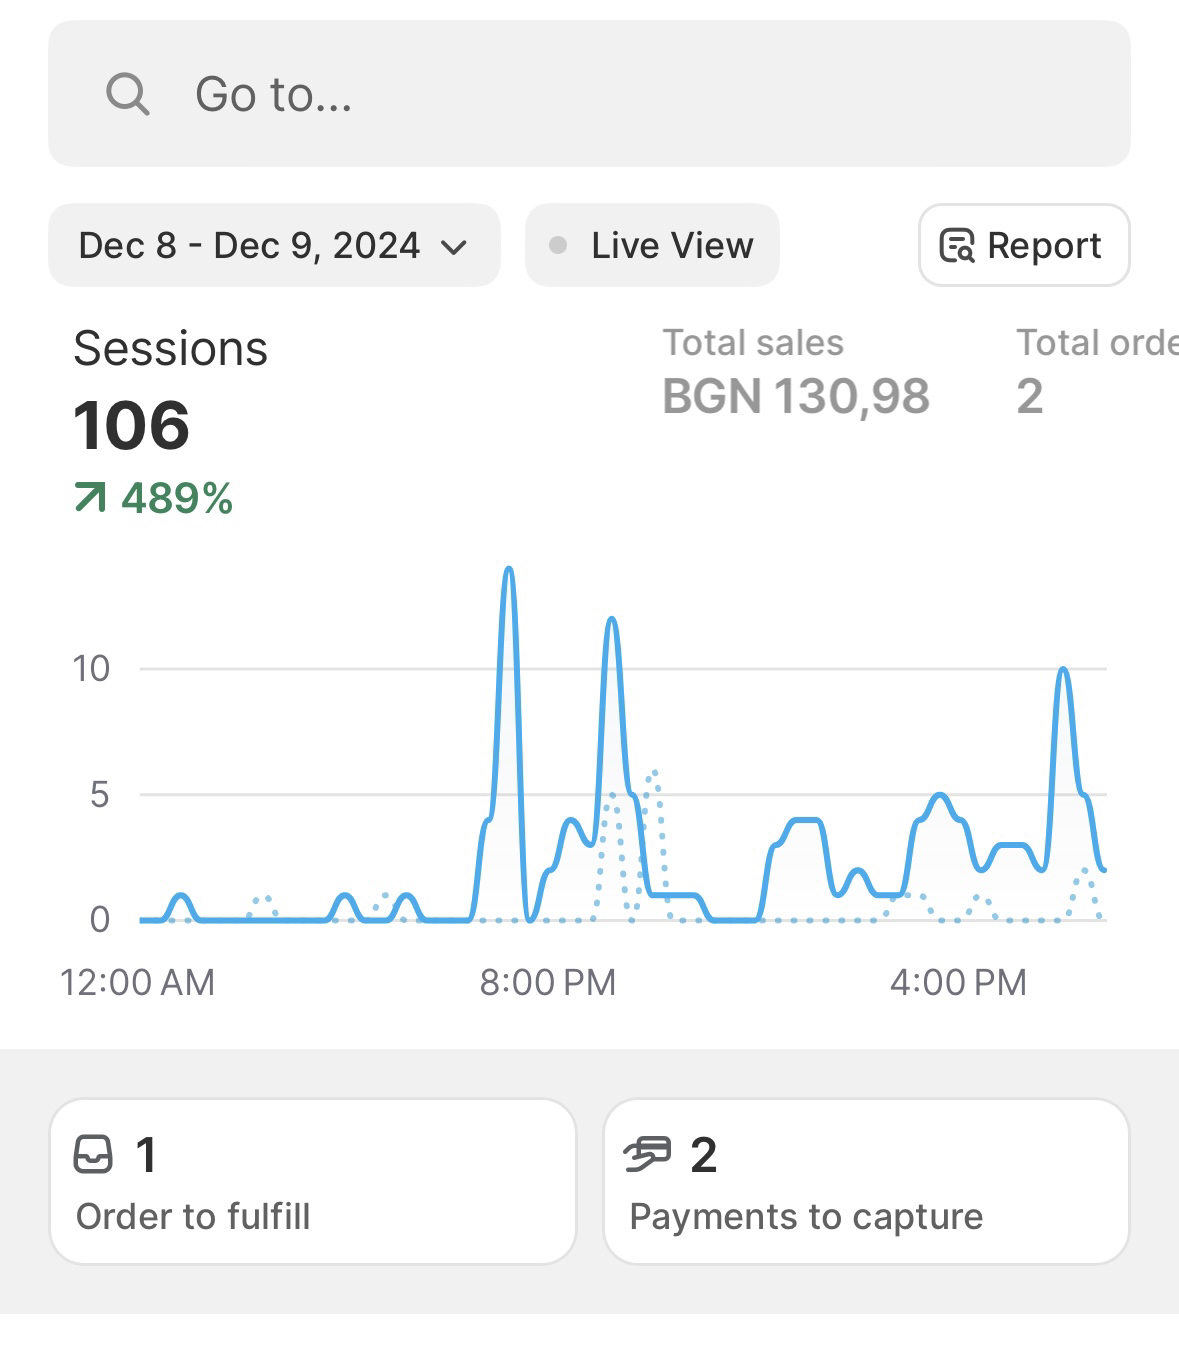 Go to...
Dec 8 - Dec 9, 2024
Live View
Report
Sessions
106
489%
Total sales
BGN 130,98
Total orde
2
10
5
0
12:00 AM
8:00 PM
4:00 PM
1
Order to fulfill
2
Payments to capture